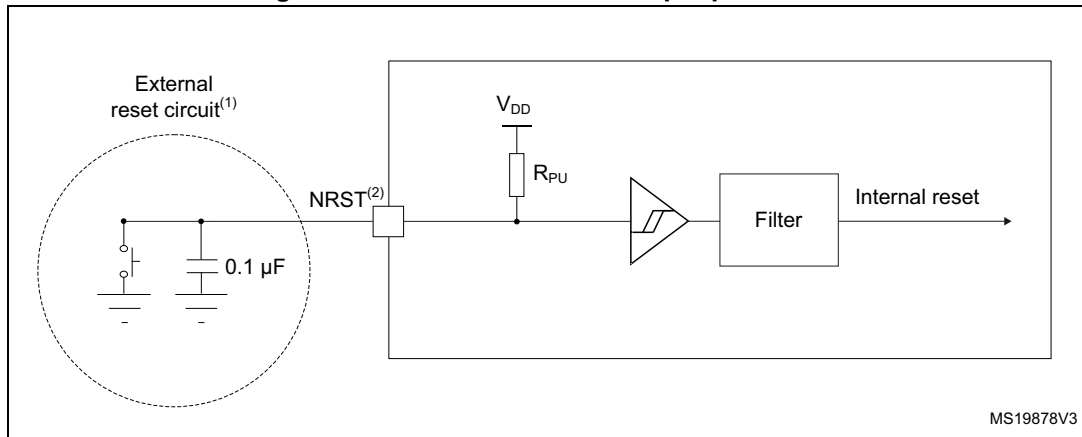 External
reset circuit(1)
VDD
RPU
NRST(2)
Filter
Internal reset
0.1 µF
MS19878V3